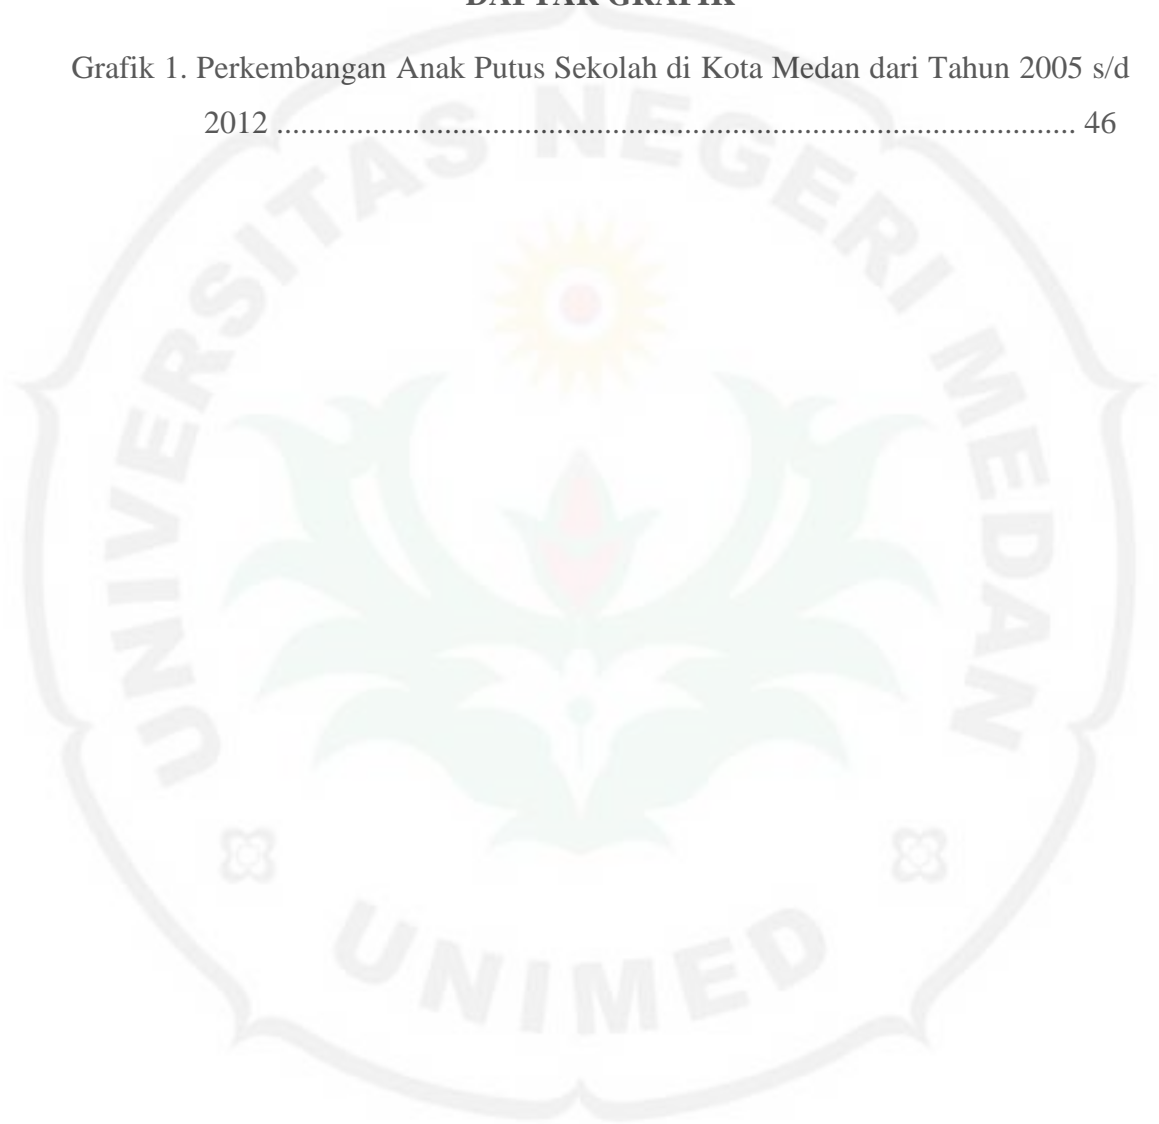 DAFTAR GRAFIK
Grafik 1. Perkembangan Anak Putus Sekolah di Kota Medan dari Tahun 2005 s/d
2012 ...................................................................................................... 46
UNIVERSITAS NEGERI MEDAN
UNIMED